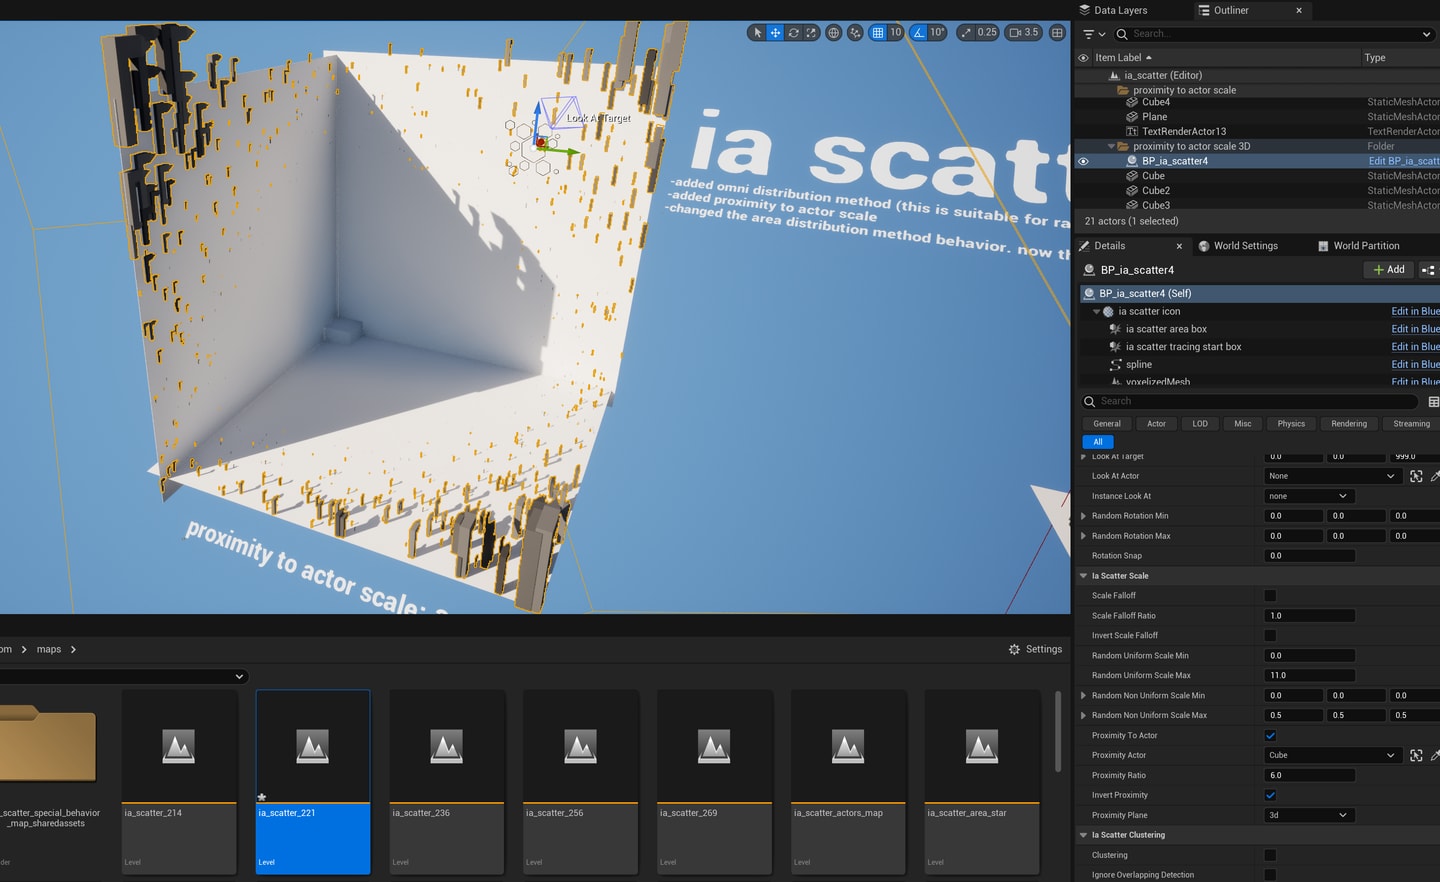 10
10°
0.25
3.5
Look At Target
ia scatt
-added omni distribution method (this is suitable for ra
-added proximity to actor scale
-changed the area distribution method behavior. now th
proximity to actor scale:
Data Layers
Outliner
Search...
Item Label
Type
ia_scatter (Editor)
proximity to actor scale
Cube4
StaticMeshActor
Plane
StaticMeshActor
TextRenderActor13
TextRenderActor
proximity to actor scale 3D
Folder
BP_ia_scatter4
Edit BP_ia_scatt
Cube
StaticMeshActor
Cube2
StaticMeshActor
Cube3
StaticMeshActor
21 actors (1 selected)
Details
World Settings
World Partition
BP_ia_scatter4
Add
BP_ia_scatter4 (Self)
ia scatter icon
Edit in Blue
ia scatter area box
Edit in Blue
ia scatter tracing start box
Edit in Blue
spline
Edit in Blue
voxelizedMesh
Edit in Blue
Search
General
Actor
LOD
Misc
Physics
Rendering
Streaming
All
Look At Target
0.0
0.0
999.0
Look At Actor
None
Instance Look At
none
Random Rotation Min
0.0
0.0
0.0
Random Rotation Max
0.0
0.0
0.0
Rotation Snap
0.0
Ia Scatter Scale
Scale Falloff
Scale Falloff Ratio
1.0
Invert Scale Falloff
Random Uniform Scale Min
0.0
Random Uniform Scale Max
11.0
Random Non Uniform Scale Min
0.0
0.0
0.0
Random Non Uniform Scale Max
0.5
0.5
0.5
Proximity To Actor
Proximity Actor
Cube
Proximity Ratio
6.0
Invert Proximity
Proximity Plane
3d
Ia Scatter Clustering
Clustering
Ignore Overlapping Detection
om
maps
Settings
_scatter_special_behavior
_map_sharedassets
der
ia_scatter_214
Level
ia_scatter_221
Level
ia_scatter_236
Level
ia_scatter_256
Level
ia_scatter_269
Level
ia_scatter_actors_map
Level
ia_scatter_area_star
Level